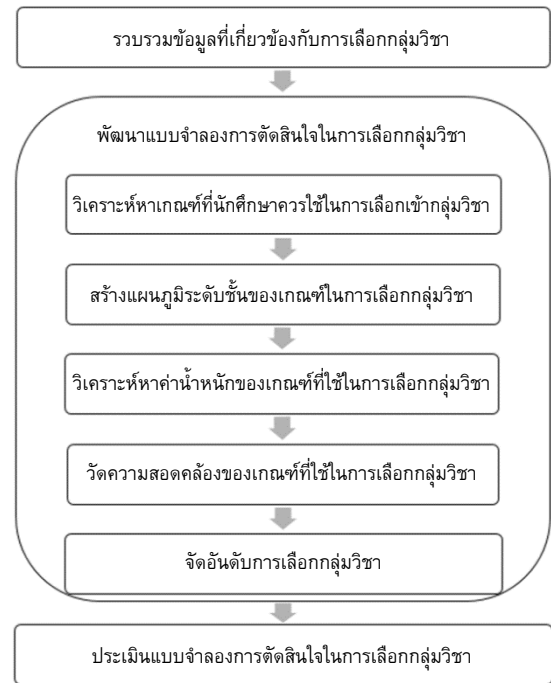 รวบรวมข้อมูลที่เกี่ยวข้องกับการเลือกกลุ่มวิชา
พัฒนาแบบจำลองการตัดสินใจในการเลือกกลุ่มวิชา
วิเคราะห์หาเกณฑ์ที่นักศึกษาควรใช้ในการเลือกเข้ากลุ่มวิชา
สร้างแผนภูมิระดับชั้นของเกณฑ์ในการเลือกกลุ่มวิชา
วิเคราะห์หาค่าน้ำหนักของเกณฑ์ที่ใช้ในการเลือกกลุ่มวิชา
วัดความสอดคล้องของเกณฑ์ที่ใช้ในการเลือกกลุ่มวิชา
จัดอันดับการเลือกกลุ่มวิชา
ประเมินแบบจำลองการตัดสินใจในการเลือกกลุ่มวิชา